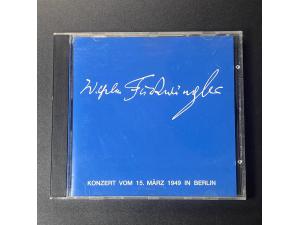 Wilhelm Furtwängler
KONZERT VOM 15. MÄRZ 1949 IN BERLIN